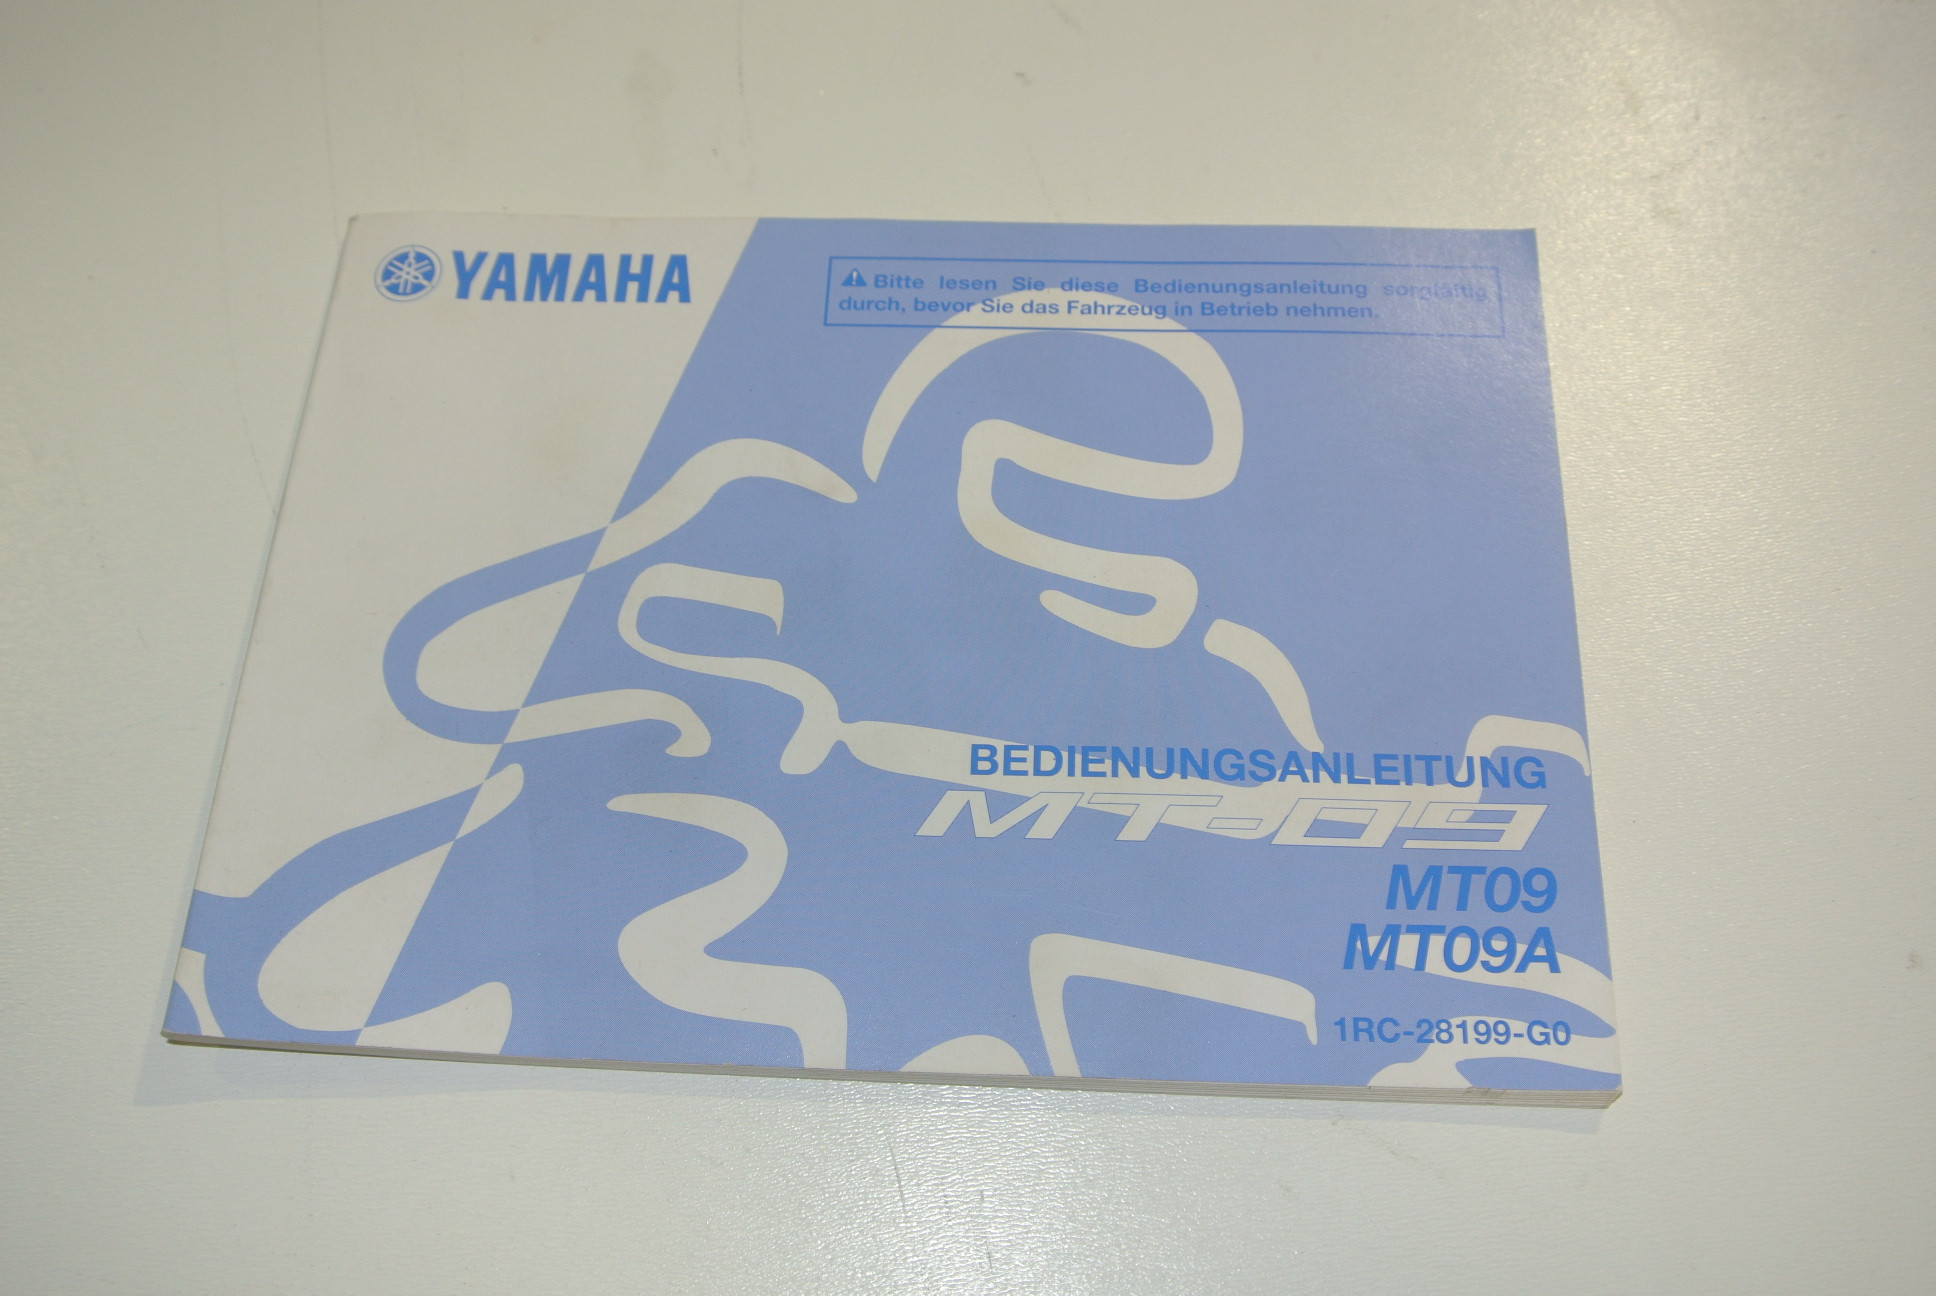 YAMAHA
Bitte lesen Sie diese Bedienungsanleitung sorgfältig
durch, bevor Sie das Fahrzeug in Betrieb nehmen.
BEDIENUNGSANLEITUNG
MT-09
MT09
MT09A
1RC-28199-G0